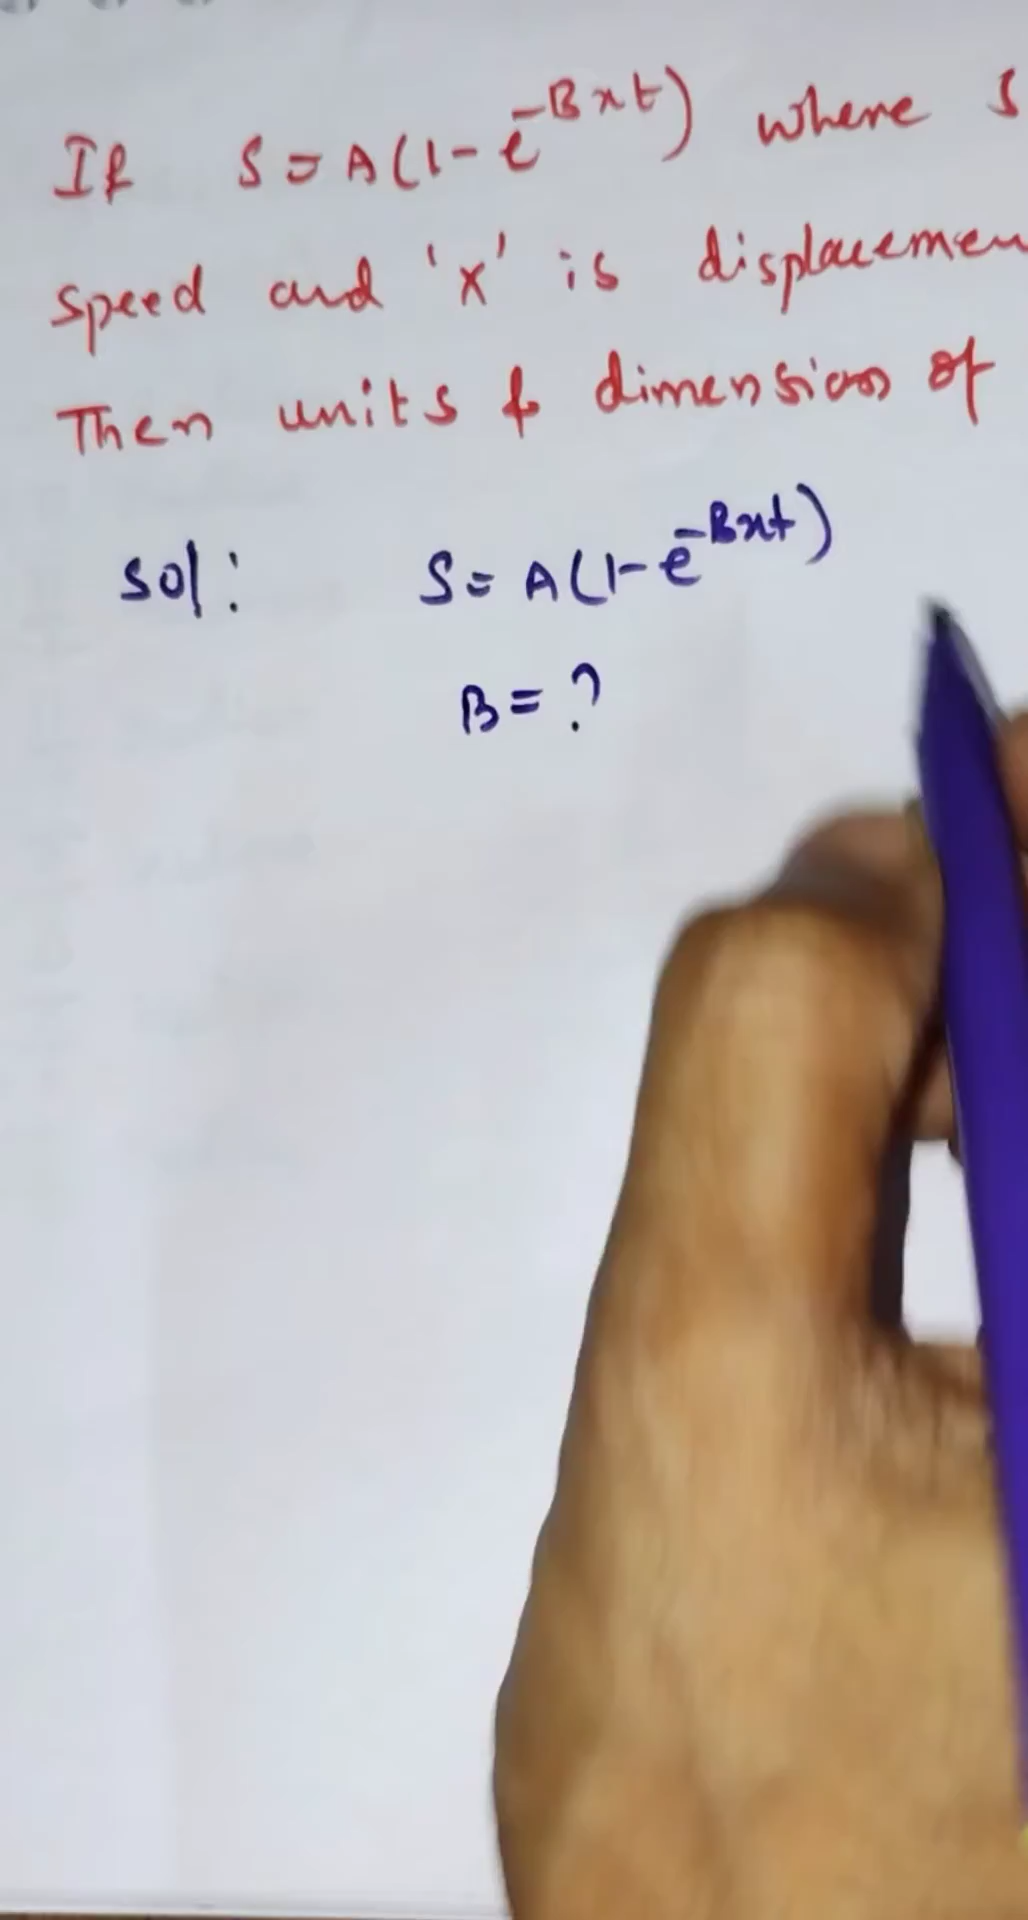 If S = A(1-e^{-Bxt}) where S
speed and 'x' is displacemen
Then units & dimensions of
Sol: S = A(1-e^{-Bxt})
B = ?